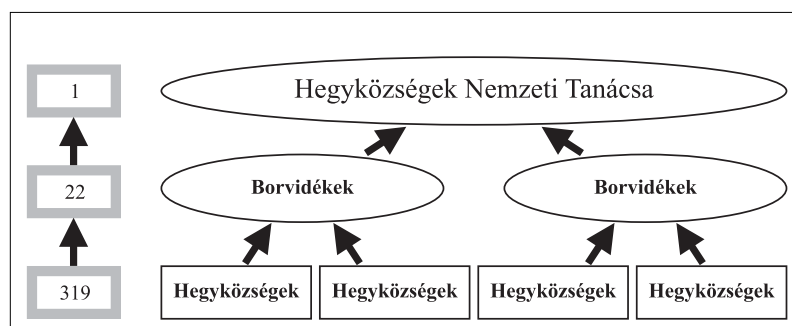 1
Hegyközségek Nemzeti Tanácsa
22
Borvidékek
Borvidékek
319
Hegyközségek
Hegyközségek
Hegyközségek
Hegyközségek